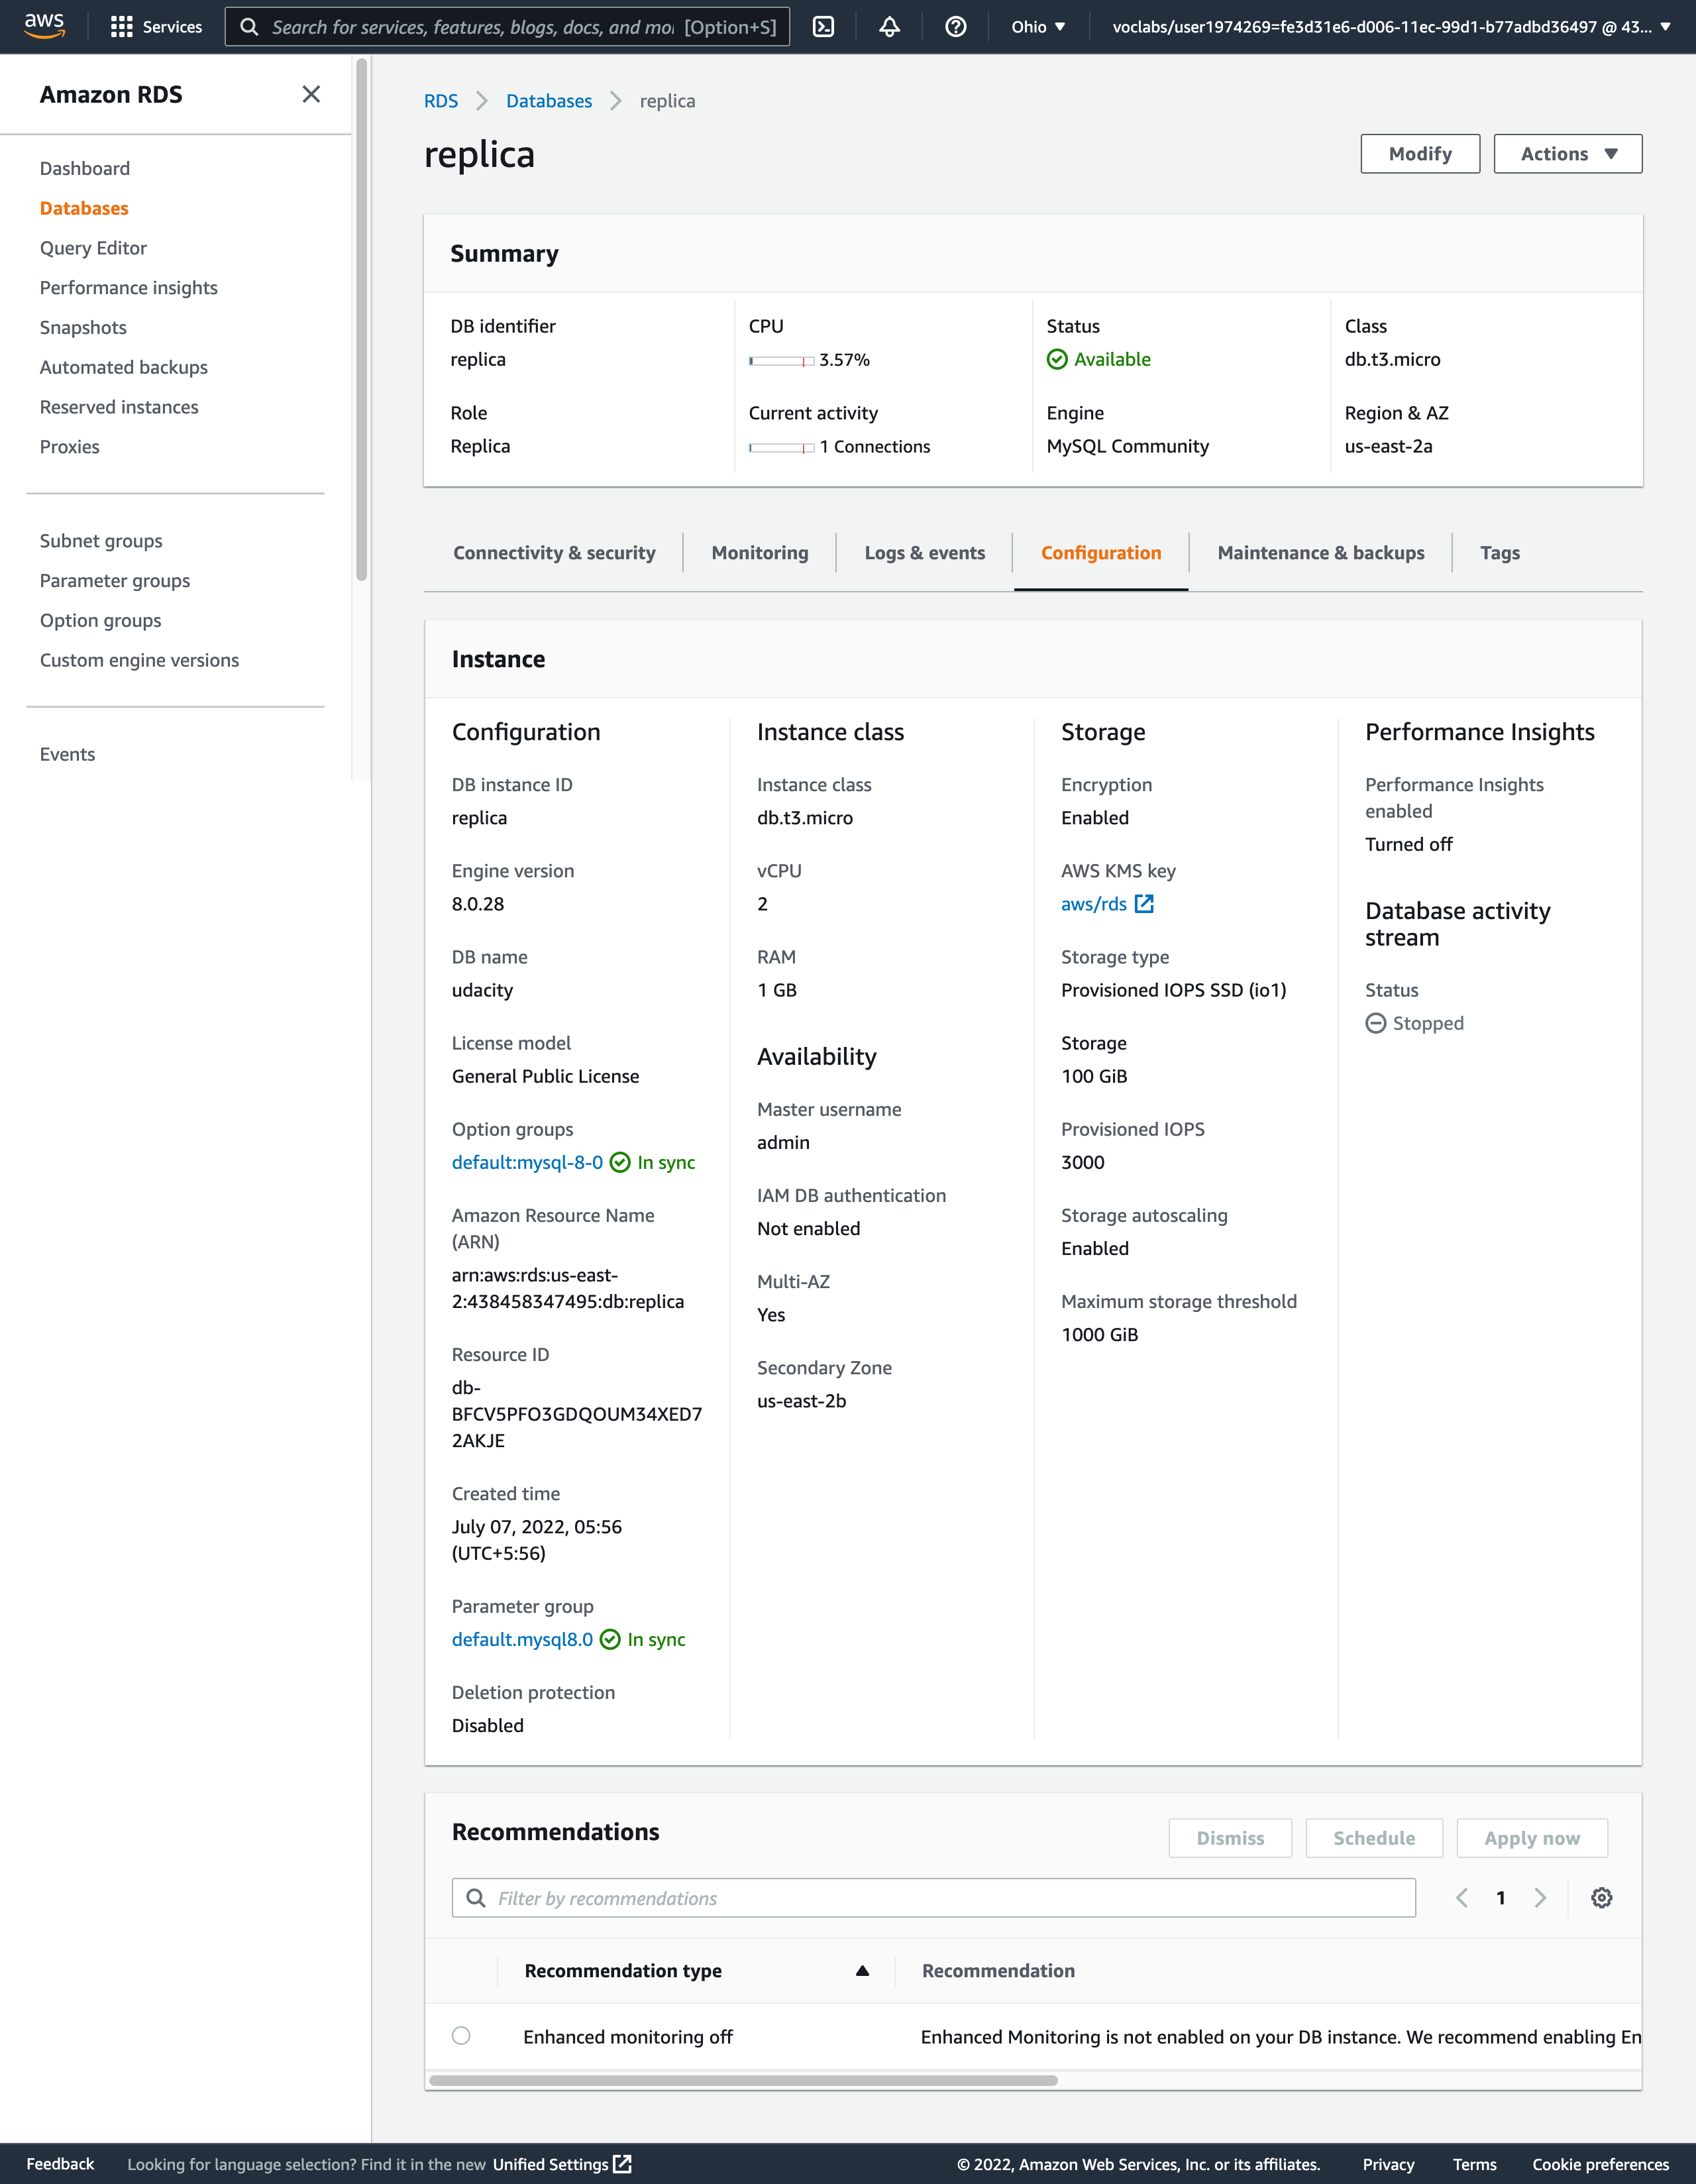 aws
Services
Search for services, features, blogs, docs, and mo
[Option+S]
Ohio
voclabs/user1974269=fe3d31e6-d006-11ec-99d1-b77adbd36497 @ 43...
Amazon RDS
Dashboard
Databases
Query Editor
Performance insights
Snapshots
Automated backups
Reserved instances
Proxies
Subnet groups
Parameter groups
Option groups
Custom engine versions
Events
RDS
Databases
replica
replica
Modify
Actions
Summary
DB identifier
replica
CPU
3.57%
Status
Available
Class
db.t3.micro
Role
Replica
Current activity
1 Connections
Engine
MySQL Community
Region & AZ
us-east-2a
Connectivity & security
Monitoring
Logs & events
Configuration
Maintenance & backups
Tags
Instance
Configuration
DB instance ID
replica
Engine version
8.0.28
DB name
udacity
License model
General Public License
Option groups
default:mysql-8-0 In sync
Amazon Resource Name
(ARN)
arn:aws:rds:us-east-
2:438458347495:db:replica
Resource ID
db-
BFCV5PFO3GDQOUM34XED7
2AKJE
Created time
July 07, 2022, 05:56
(UTC+5:56)
Parameter group
default.mysql8.0 In sync
Deletion protection
Disabled
Instance class
Instance class
db.t3.micro
vCPU
2
RAM
1 GB
Availability
Master username
admin
IAM DB authentication
Not enabled
Multi-AZ
Yes
Secondary Zone
us-east-2b
Storage
Encryption
Enabled
AWS KMS key
aws/rds
Storage type
Provisioned IOPS SSD (io1)
Storage
100 GiB
Provisioned IOPS
3000
Storage autoscaling
Enabled
Maximum storage threshold
1000 GiB
Performance Insights
Performance Insights
enabled
Turned off
Database activity
stream
Status
Stopped
Recommendations
Dismiss
Schedule
Apply now
Filter by recommendations
1
Recommendation type
Recommendation
Enhanced monitoring off
Enhanced Monitoring is not enabled on your DB instance. We recommend enabling En
Feedback
Looking for language selection? Find it in the new Unified Settings
© 2022, Amazon Web Services, Inc. or its affiliates.
Privacy
Terms
Cookie preferences